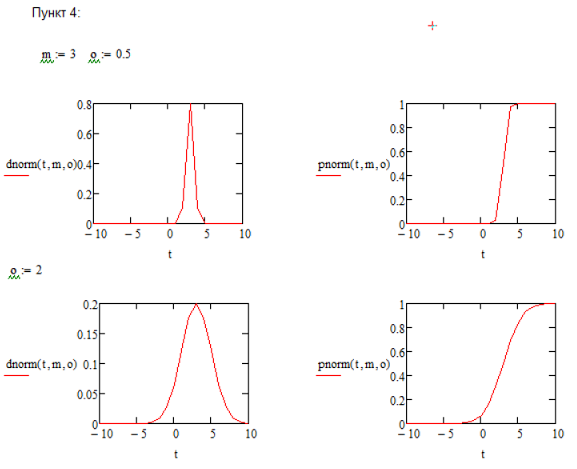 Пункт 4:
m := 3 o := 0.5
dnorm(t,m,o)
0.8
0.6
0.4
0.2
0
−10 −5 0 5 10
t
pnorm(t,m,o)
1
0.8
0.6
0.4
0.2
0
−10 −5 0 5 10
t
o := 2
dnorm(t,m,o)
0.2
0.15
0.1
0.05
0
−10 −5 0 5 10
t
pnorm(t,m,o)
1
0.8
0.6
0.4
0.2
0
−10 −5 0 5 10
t